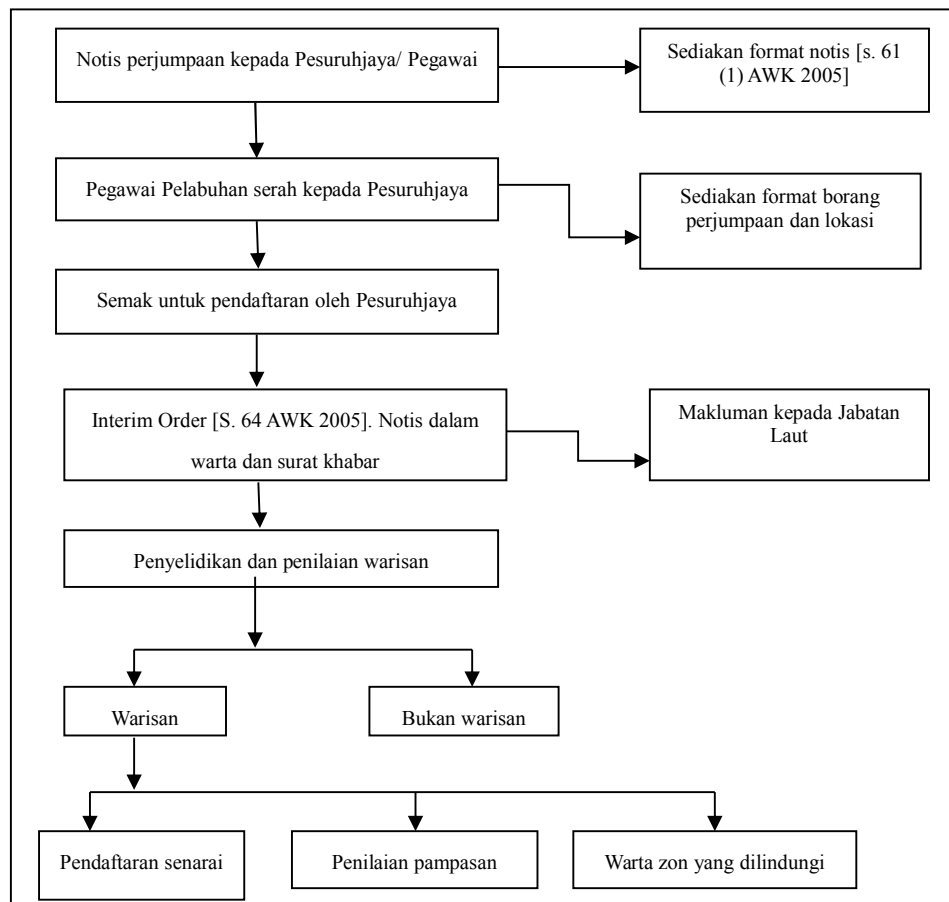 Notis perjumpaan kepada Pesuruhjaya/ Pegawai
Sediakan format notis [s. 61
(1) AWK 2005]
Pegawai Pelabuhan serah kepada Pesuruhjaya
Sediakan format borang
perjumpaan dan lokasi
Semak untuk pendaftaran oleh Pesuruhjaya
Interim Order [S. 64 AWK 2005]. Notis dalam
warta dan surat khabar
Makluman kepada Jabatan
Laut
Penyelidikan dan penilaian warisan
Warisan
Bukan warisan
Pendaftaran senarai
Penilaian pampasan
Warta zon yang dilindungi